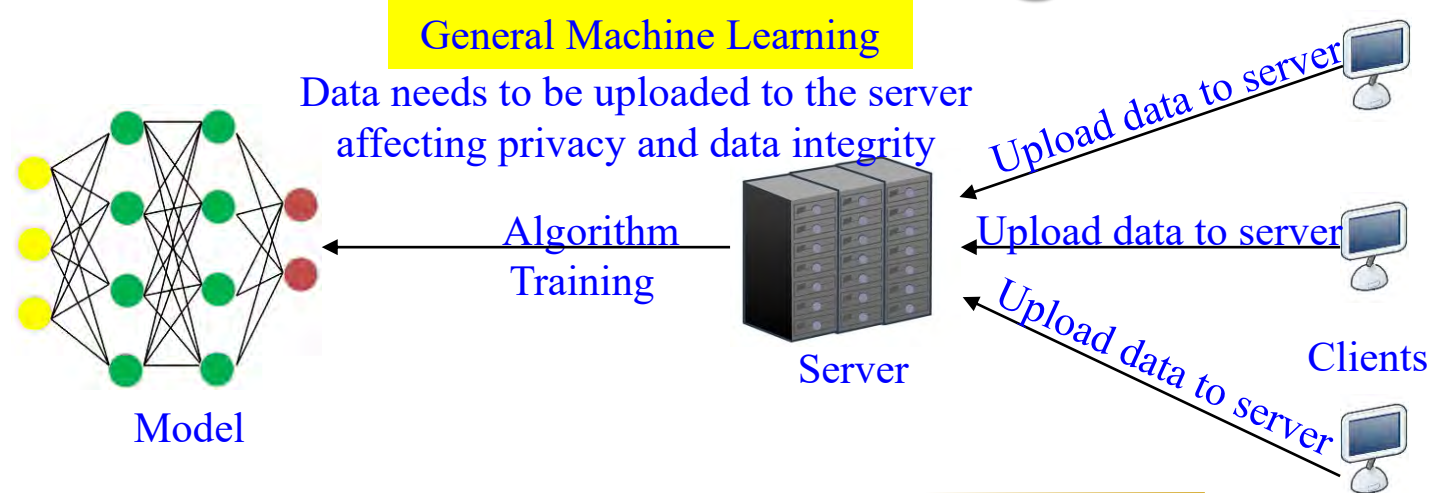 General Machine Learning
Data needs to be uploaded to the server
affecting privacy and data integrity
Upload data to server
Algorithm
Training
Upload data to server
Upload data to server
Server
Clients
Model